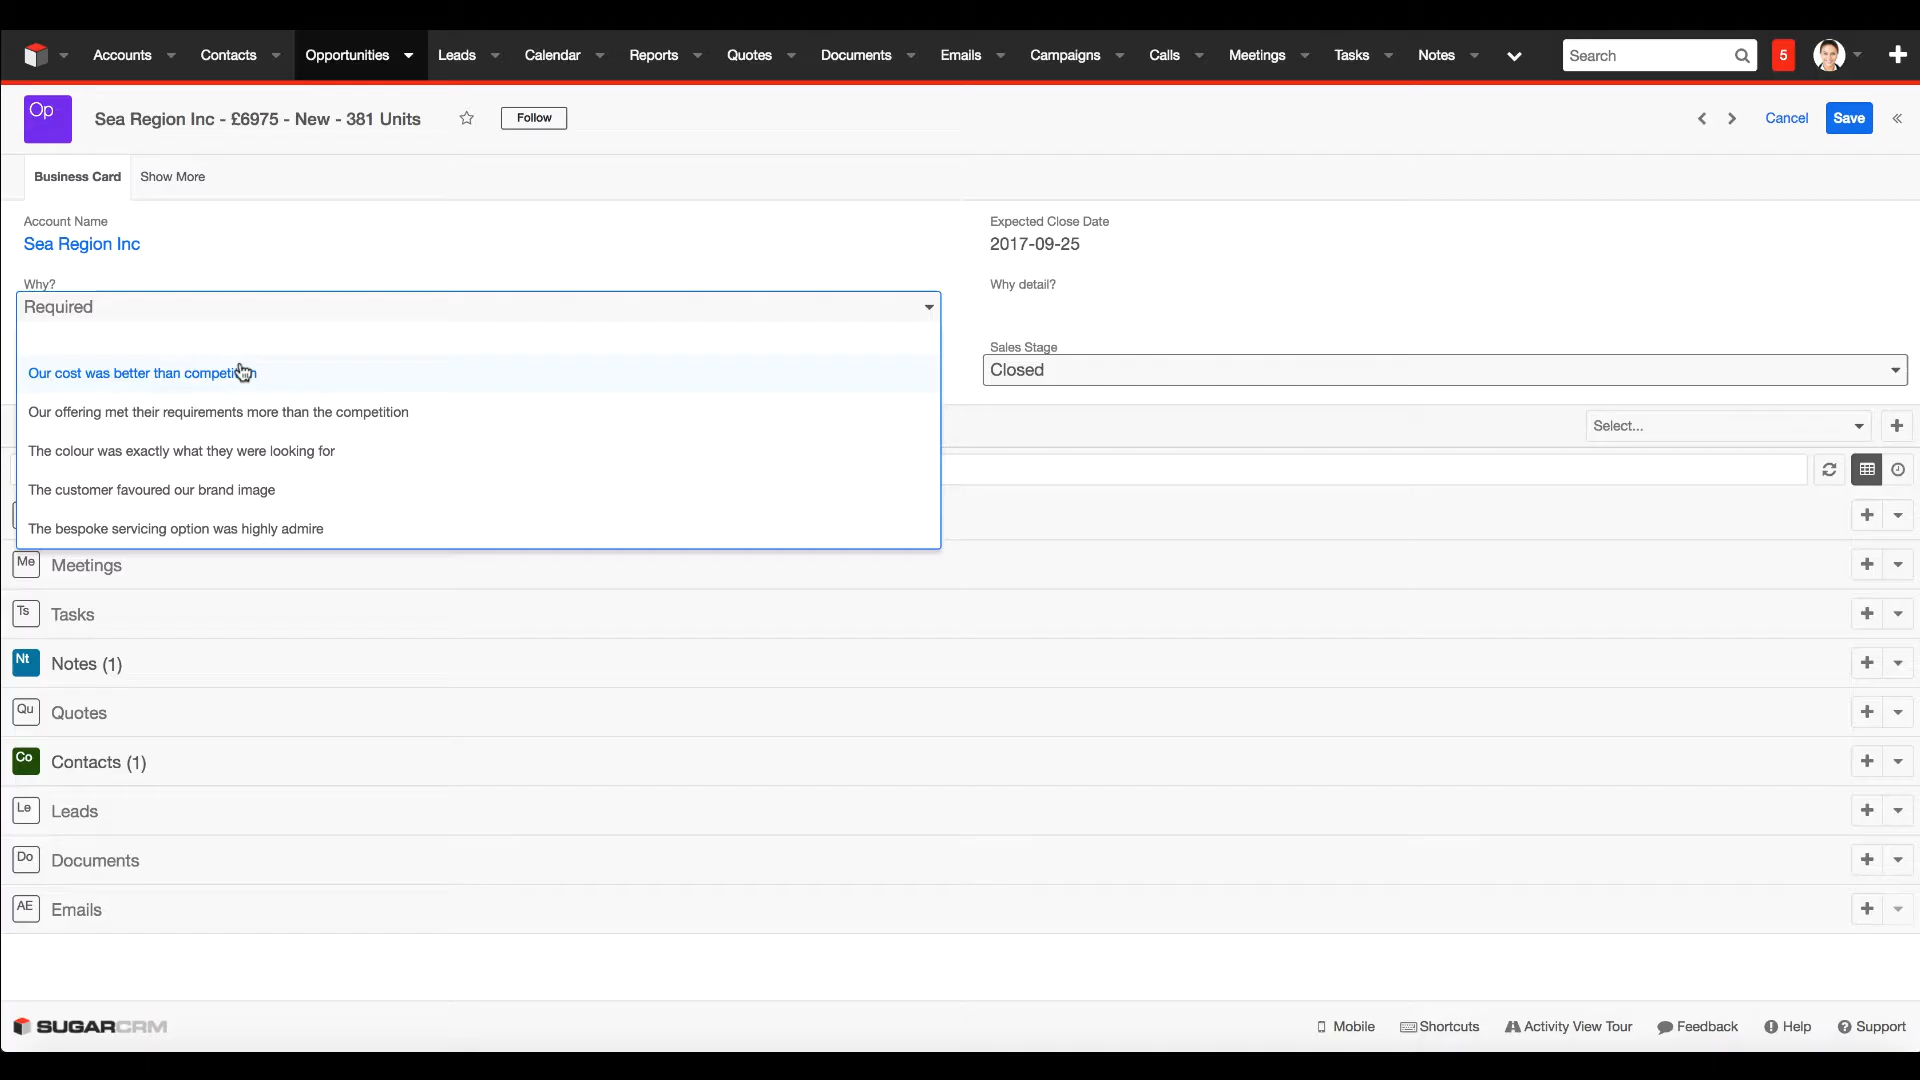 Accounts Contacts Opportunities Leads Calendar Reports Quotes Documents Emails Campaigns Calls Meetings Tasks Notes Search 5
Op Sea Region Inc - £6975 - New - 381 Units Follow Cancel Save
Business Card Show More
Account Name Expected Close Date
Sea Region Inc 2017-09-25
Why? Why detail?
Required
Sales Stage
Closed
Our cost was better than competition
Our offering met their requirements more than the competition
Select...
The colour was exactly what they were looking for
The customer favoured our brand image
The bespoke servicing option was highly admire
Me Meetings
Ts Tasks
Nt Notes (1)
Qu Quotes
Co Contacts (1)
Le Leads
Do Documents
AE Emails
SUGARCRM Mobile Shortcuts Activity View Tour Feedback Help Support